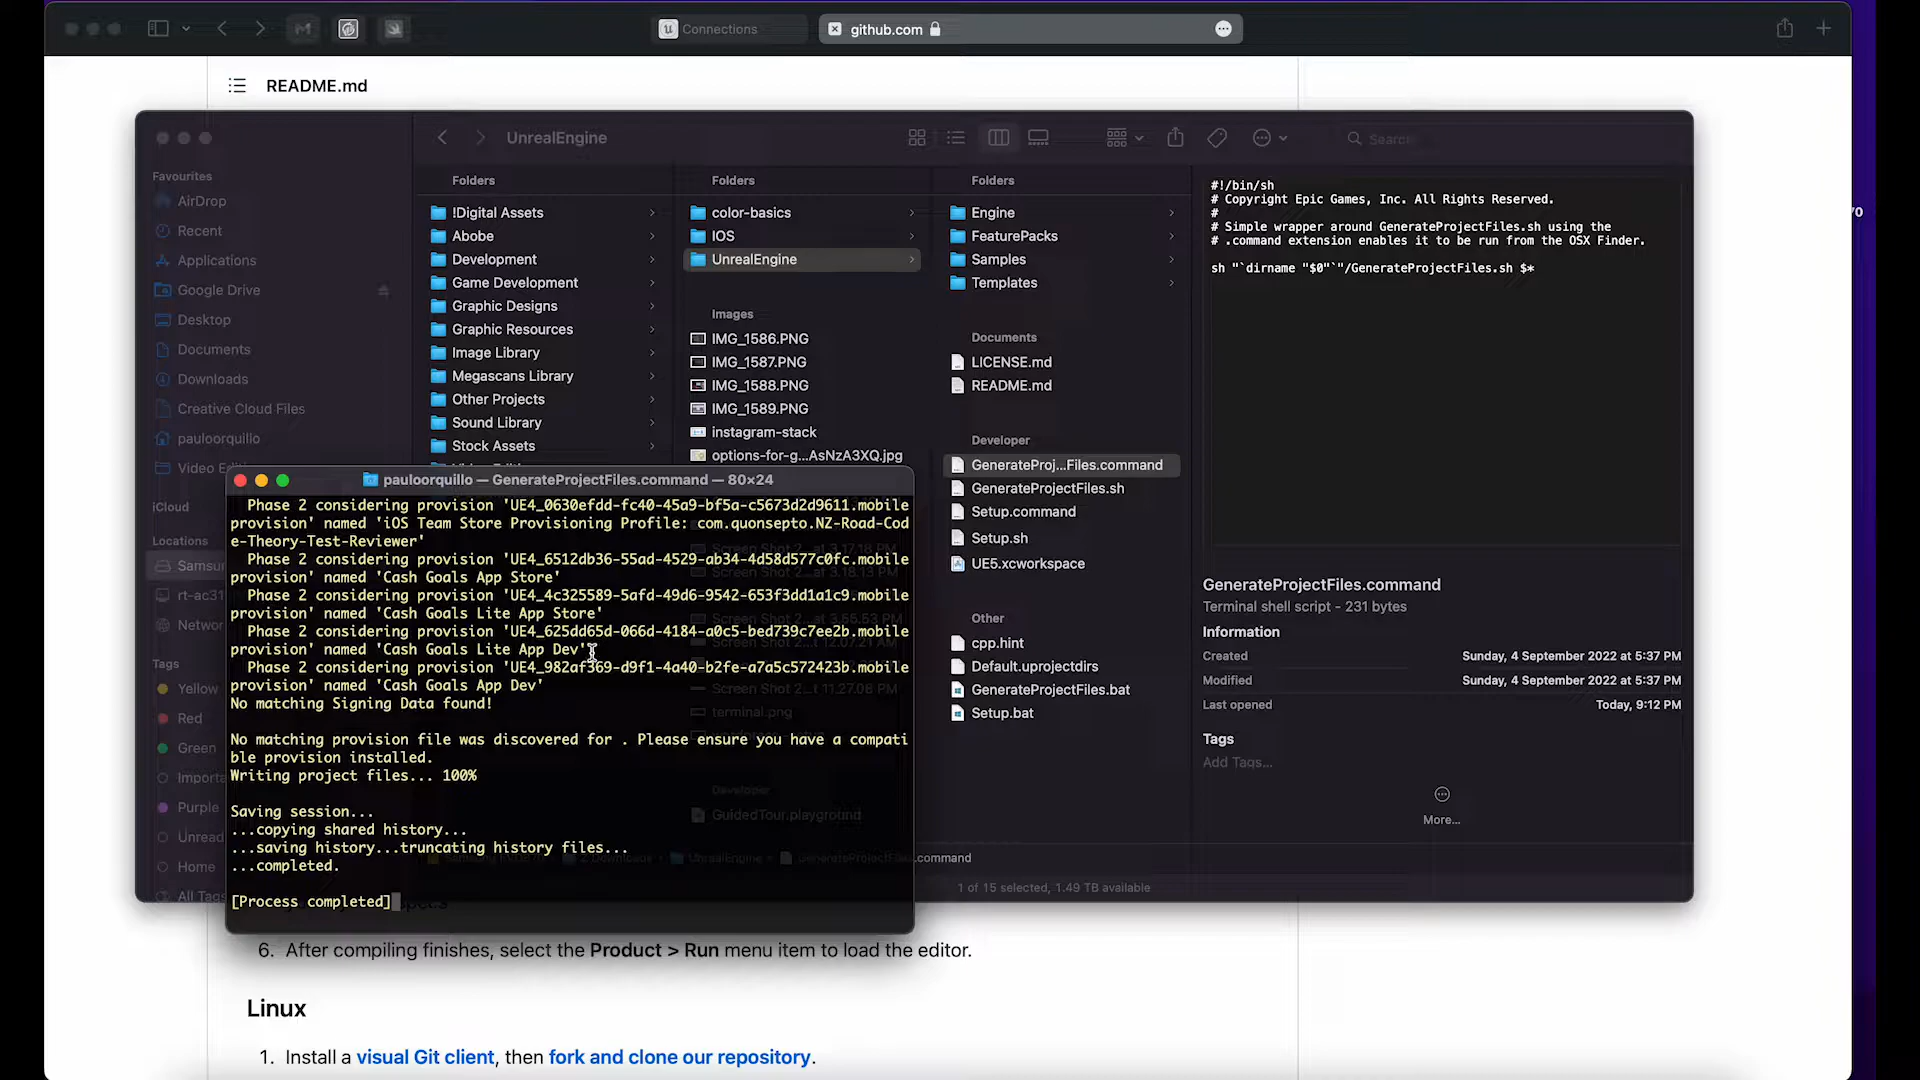 Connections
github.com
README.md
UnrealEngine
Search
Favourites
AirDrop
Recent
Applications
Google Drive
Desktop
Documents
Downloads
Creative Cloud Files
pauloorquillo
iCloud
Locations
Tags
Yellow
Red
Green
Purple
Unread
Home
All Tags
Folders
!Digital Assets
Abobe
Development
Game Development
Graphic Designs
Graphic Resources
Image Library
Megascans Library
Other Projects
Sound Library
Stock Assets
Folders
color-basics
IOS
UnrealEngine
Images
IMG_1586.PNG
IMG_1587.PNG
IMG_1588.PNG
IMG_1589.PNG
instagram-stack
options-for-g...AsNzA3XQ.jpg
terminal.png
Developer
GuidedTour.playground
Folders
Engine
FeaturePacks
Samples
Templates
Documents
LICENSE.md
README.md
Developer
GenerateProj...Files.command
GenerateProjectFiles.sh
Setup.command
Setup.sh
UE5.xcworkspace
Other
cpp.hint
Default.uprojectdirs
GenerateProjectFiles.bat
Setup.bat
#!/bin/sh
# Copyright Epic Games, Inc. All Rights Reserved.
#
# Simple wrapper around GenerateProjectFiles.sh using the
# .command extension enables it to be run from the OSX Finder.
sh "`dirname "$0"`"/GenerateProjectFiles.sh $*
GenerateProjectFiles.command
Terminal shell script - 231 bytes
Information
Created Sunday, 4 September 2022 at 5:37 PM
Modified Sunday, 4 September 2022 at 5:37 PM
Last opened Today, 9:12 PM
Tags
Add Tags...
More...
1 of 15 selected, 1.49 TB available
pauloorquillo — GenerateProjectFiles.command — 80×24
Phase 2 considering provision 'UE4_0630efdd-fc40-45a9-bf5a-c5673d2d9611.mobile
provision' named 'iOS Team Store Provisioning Profile: com.quonsepto.NZ-Road-Cod
e-Theory-Test-Reviewer'
Phase 2 considering provision 'UE4_6512db36-55ad-4529-ab34-4d58d577c0fc.mobile
provision' named 'Cash Goals App Store'
Phase 2 considering provision 'UE4_4c325589-5afd-49d6-9542-653f3dd1a1c9.mobile
provision' named 'Cash Goals Lite App Store'
Phase 2 considering provision 'UE4_625dd65d-066d-4184-a0c5-bed739c7ee2b.mobile
provision' named 'Cash Goals Lite App Dev'
Phase 2 considering provision 'UE4_982af369-d9f1-4a40-b2fe-a7a5c572423b.mobile
provision' named 'Cash Goals App Dev'
No matching Signing Data found!
No matching provision file was discovered for . Please ensure you have a compati
ble provision installed.
Writing project files... 100%
Saving session...
...copying shared history...
...saving history...truncating history files...
...completed.
[Process completed]
6. After compiling finishes, select the Product > Run menu item to load the editor.
Linux
1. Install a visual Git client, then fork and clone our repository.